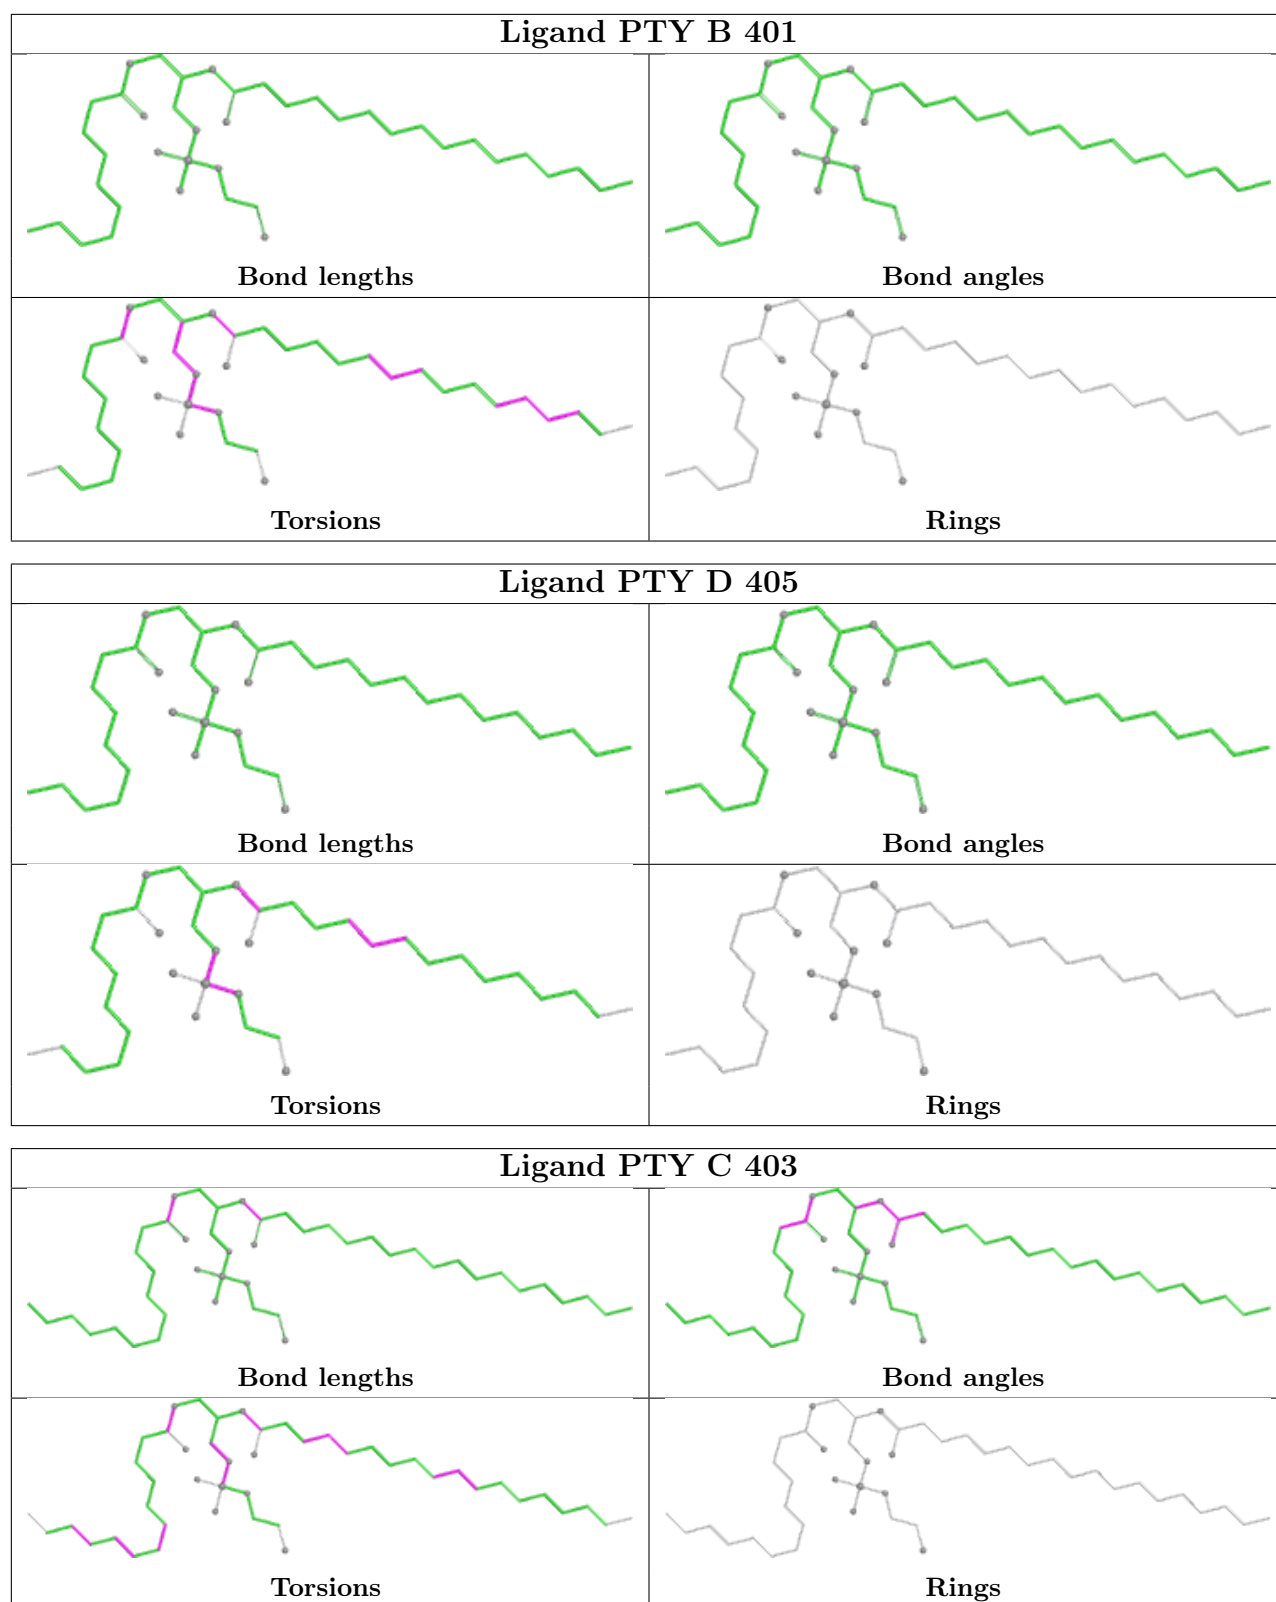 Ligand PTY B 401
Bond lengths
Bond angles
Torsions
Rings
Ligand PTY D 405
Bond lengths
Bond angles
Torsions
Rings
Ligand PTY C 403
Bond lengths
Bond angles
Torsions
Rings